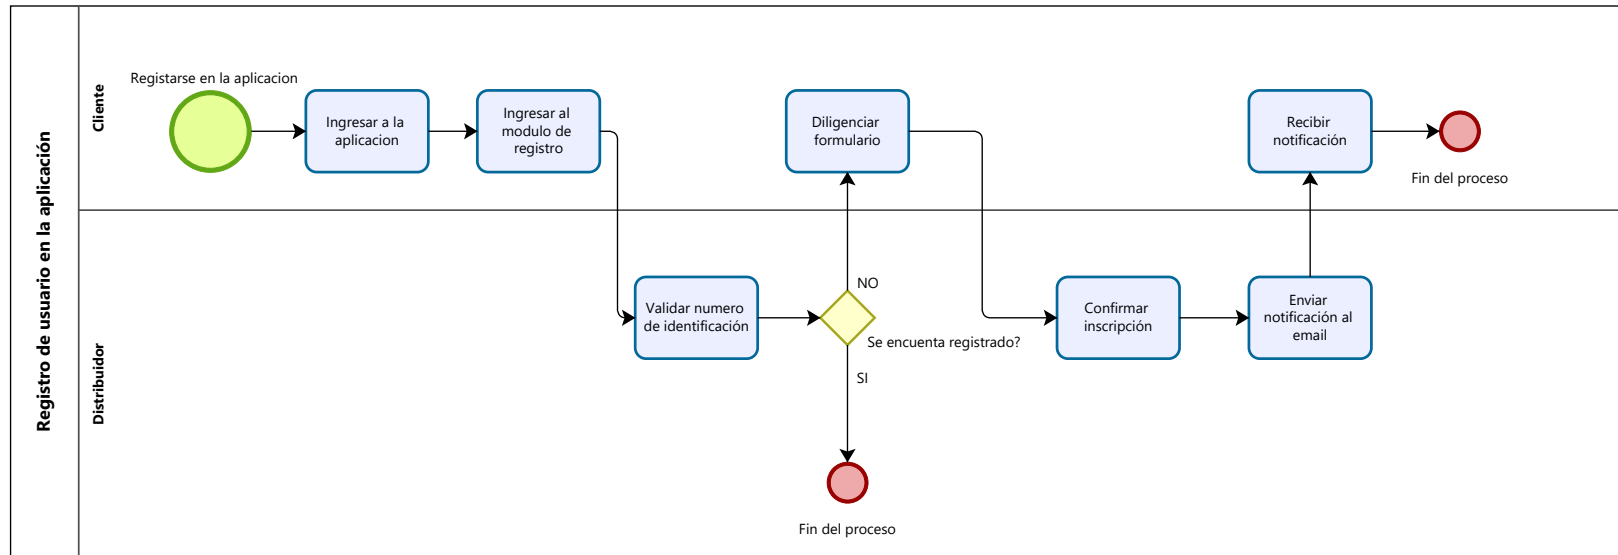 Registro de usuario en la aplicación
Cliente
Registarse en la aplicacion
Ingresar a la
aplicacion
Ingresar al
modulo de
registro
Diligenciar
formulario
Recibir
notificación
Fin del proceso
Distribuidor
Validar numero
de identificación
NO
Se encuenta registrado?
SI
Confirmar
inscripción
Enviar
notificación al
email
Fin del proceso